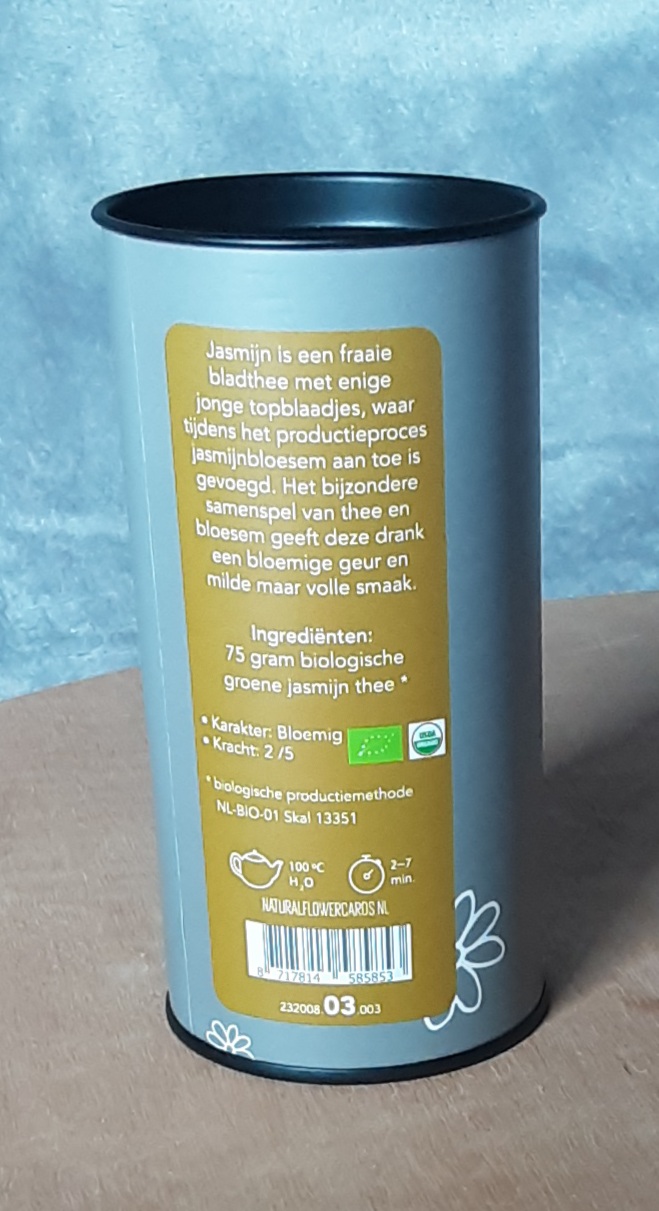 Jasmijn is een fraaie
bladthee met enige
jonge topblaadjes, waar
tijdens het productieproces
jasmijnbloesem aan toe is
gevoegd. Het bijzondere
samenspel van thee en
bloesem geeft deze drank
een bloemige geur en
milde maar volle smaak.
Ingrediënten:
75 gram biologische
groene jasmijn thee *
• Karakter: Bloemig
• Kracht: 2 /5
USDA
ORGANIC
* biologische productiemethode
NL-BIO-01 Skal 13351
100 °C
H₂O
2-7
min.
NATURALFLOWERCARDS.NL
8 717814 585853
232008.03.003